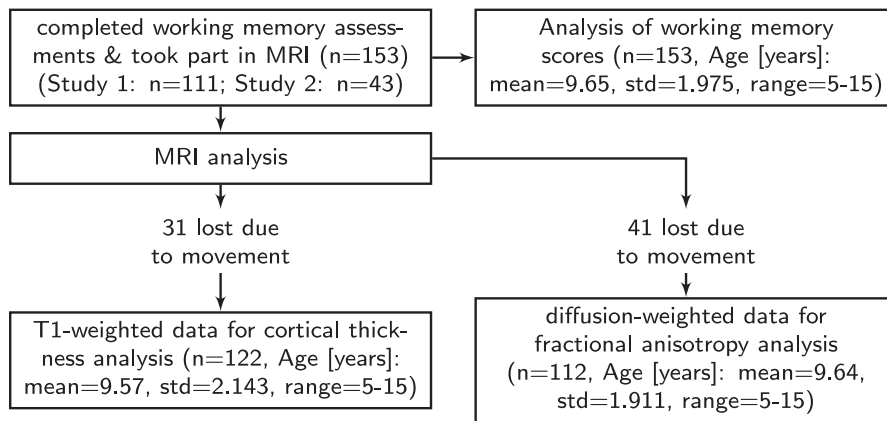 completed working memory assess-
ments & took part in MRI (n=153)
(Study 1: n=111; Study 2: n=43)
Analysis of working memory
scores (n=153, Age [years]:
mean=9.65, std=1.975, range=5-15)
MRI analysis
31 lost due
to movement
41 lost due
to movement
T1-weighted data for cortical thick-
ness analysis (n=122, Age [years]:
mean=9.57, std=2.143, range=5-15)
diffusion-weighted data for
fractional anisotropy analysis
(n=112, Age [years]: mean=9.64,
std=1.911, range=5-15)